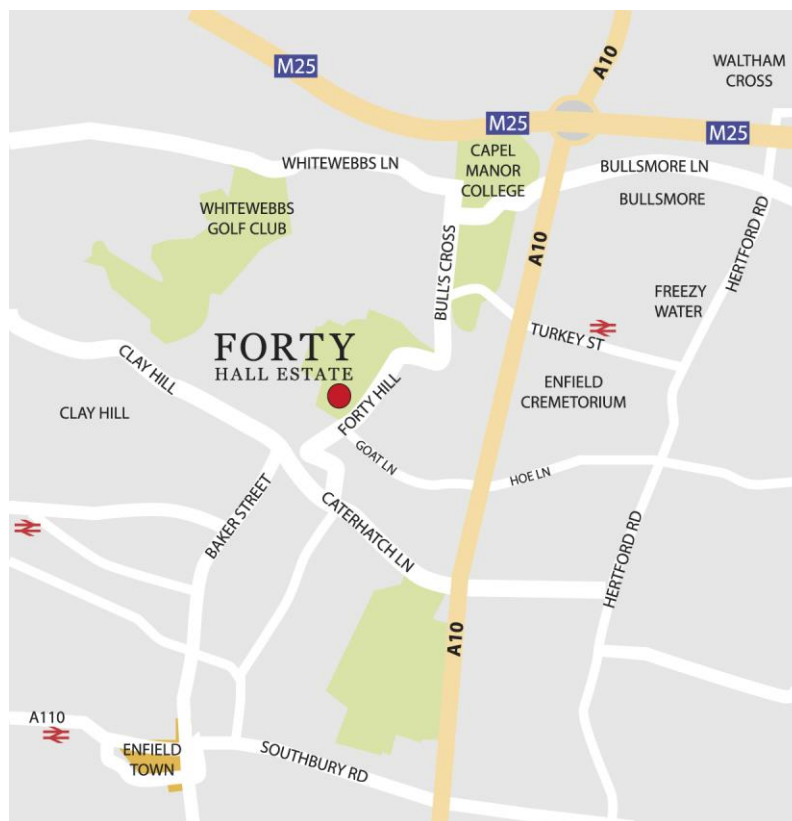 M25
A10
WALTHAM
CROSS
M25
M25
CAPEL
MANOR
COLLEGE
WHITEWEBBS LN
BULLSMORE LN
BULLSMORE
WHITEWEBBS
GOLF CLUB
HERTFORD RD
A10
BULL'S CROSS
FREEZY
WATER
TURKEY ST
FORTY
HALL ESTATE
CLAY HILL
ENFIELD
CREMETORIUM
CLAY HILL
FORTY HILL
GOAT LN
HOE LN
BAKER STREET
CATERHATCH LN
HERTFORD RD
A10
A110
ENFIELD
TOWN
SOUTHBURY RD